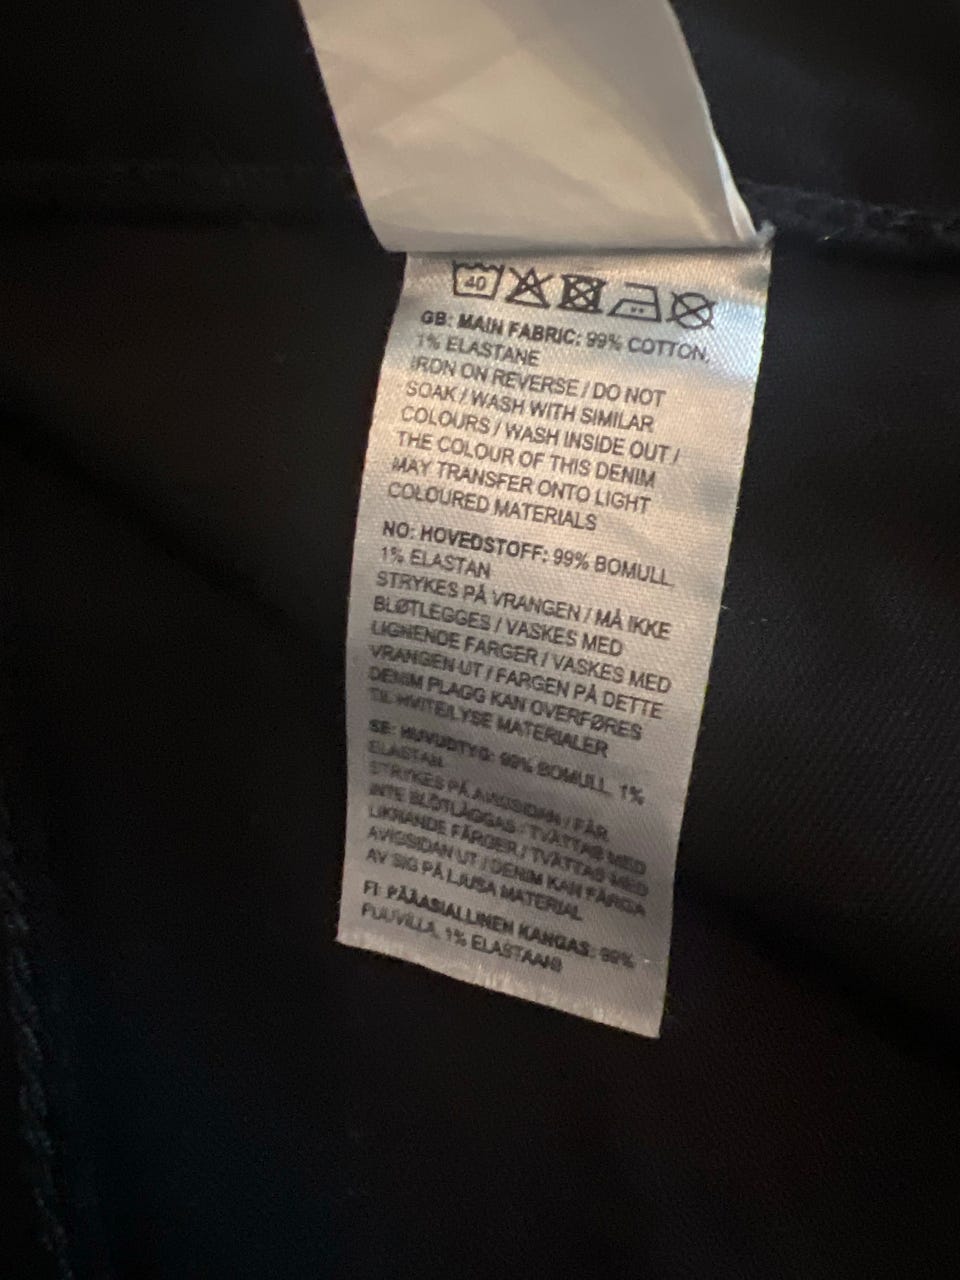 40
GB: MAIN FABRIC: 99% COTTON,
1% ELASTANE
IRON ON REVERSE / DO NOT
SOAK / WASH WITH SIMILAR
COLOURS / WASH INSIDE OUT /
THE COLOUR OF THIS DENIM
MAY TRANSFER ONTO LIGHT
COLOURED MATERIALS
NO: HOVEDSTOFF: 99% BOMULL,
1% ELASTAN
STRYKES PÅ VRANGEN / MÅ IKKE
BLØTLEGGES / VASKES MED
LIGNENDE FARGER / VASKES MED
VRANGEN UT / FARGEN PÅ DETTE
DENIM PLAGG KAN OVERFØRES
TIL HVITE/LYSE MATERIALER
SE: HUVUDTYG: 99% BOMULL, 1%
ELASTAN
STRYKES PÅ AVIGSIDAN / FÅR
INTE BLÖTLÄGGAS / TVÄTTAS MED
LIKNANDE FÄRGER / TVÄTTAS MED
AVIGSIDAN UT / DENIM KAN FÄRGA
AV SIG PÅ LJUSA MATERIAL
FI: PÄÄASIALLINEN KANGAS: 99%
PUUVILLA, 1% ELASTAANI